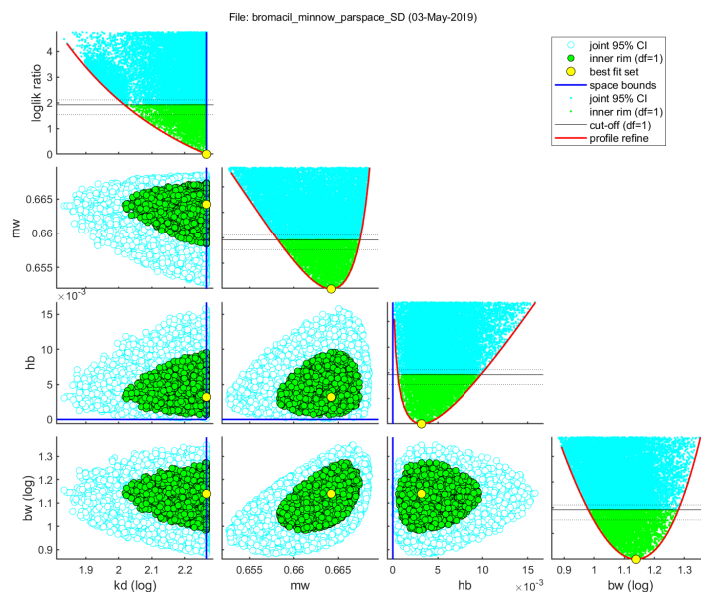 File: bromacil_minnow_parspace_SD (03-May-2019)
loglik ratio
4
3
2
1
0
joint 95% CI
inner rim (df=1)
best fit set
space bounds
joint 95% CI
inner rim (df=1)
cut-off (df=1)
profile refine
mw
0.665
0.66
0.655
× 10⁻³
hb
15
10
5
0
bw (log)
1.3
1.2
1.1
1
0.9
1.9 2 2.1 2.2
kd (log)
0.655 0.66 0.665
mw
0 5 10 15
× 10⁻³
hb
0.9 1 1.1 1.2 1.3
bw (log)